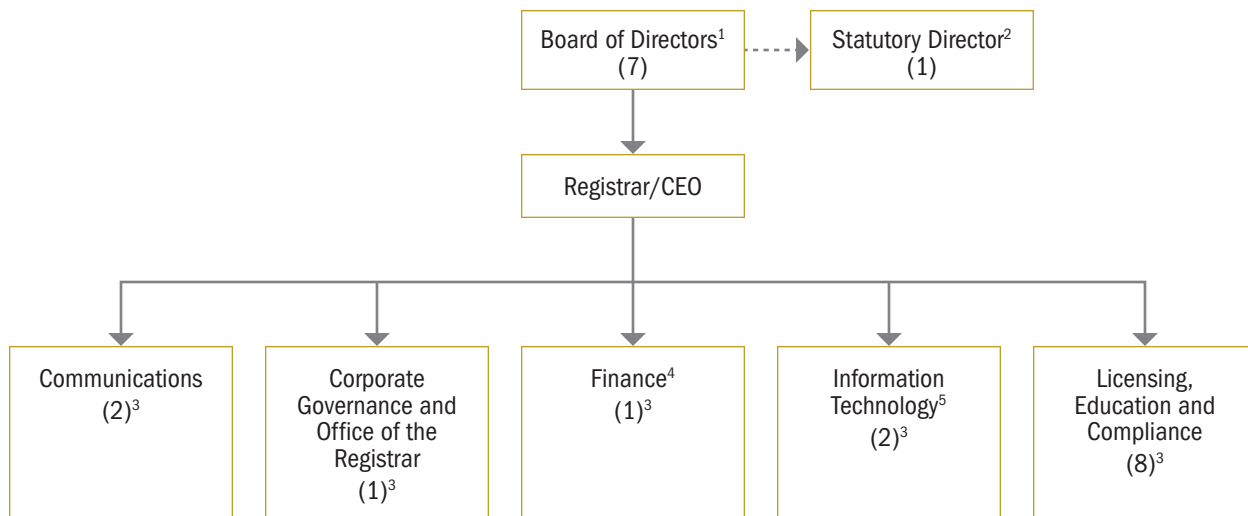 Board of Directors¹
(7)
Statutory Director²
(1)
Registrar/CEO
Communications
(2)³
Corporate
Governance and
Office of the
Registrar
(1)³
Finance⁴
(1)³
Information
Technology⁵
(2)³
Licensing,
Education and
Compliance
(8)³